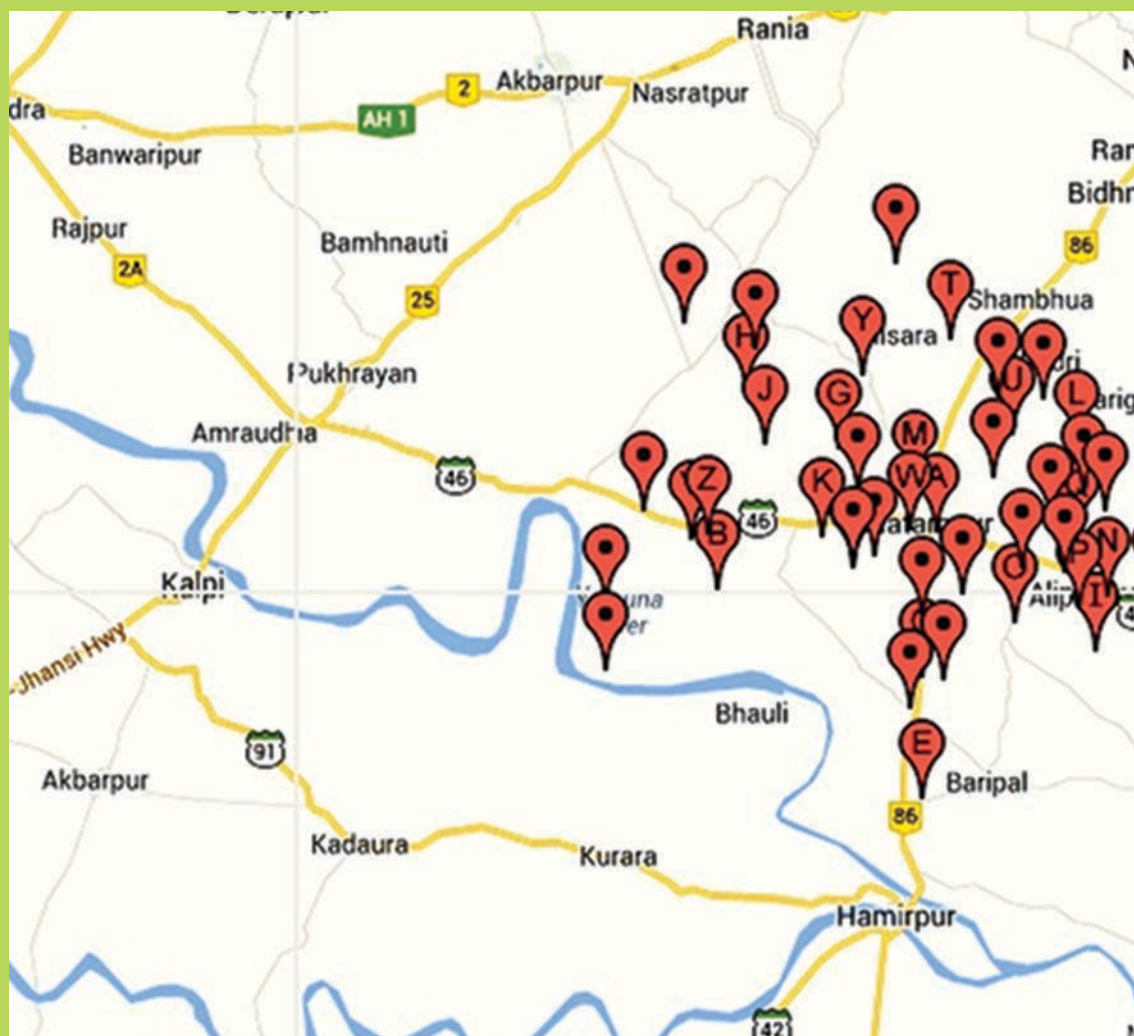 Rania
2
Akbarpur
Nasratpur
dra
AH 1
Banwaripur
Bidhn
Rajpur
Bamhnauti
86
2A
T
25
Shambhua
Y
H
Pukhrayan
J
U
G
L
Amraudha
M
46
Z
K
W
A
B
46
N
P
O
Kalpi
I
Jhansi Hwy
Bhauli
E
91
Akbarpur
Baripal
86
Kadaura
Kurara
Hamirpur
42